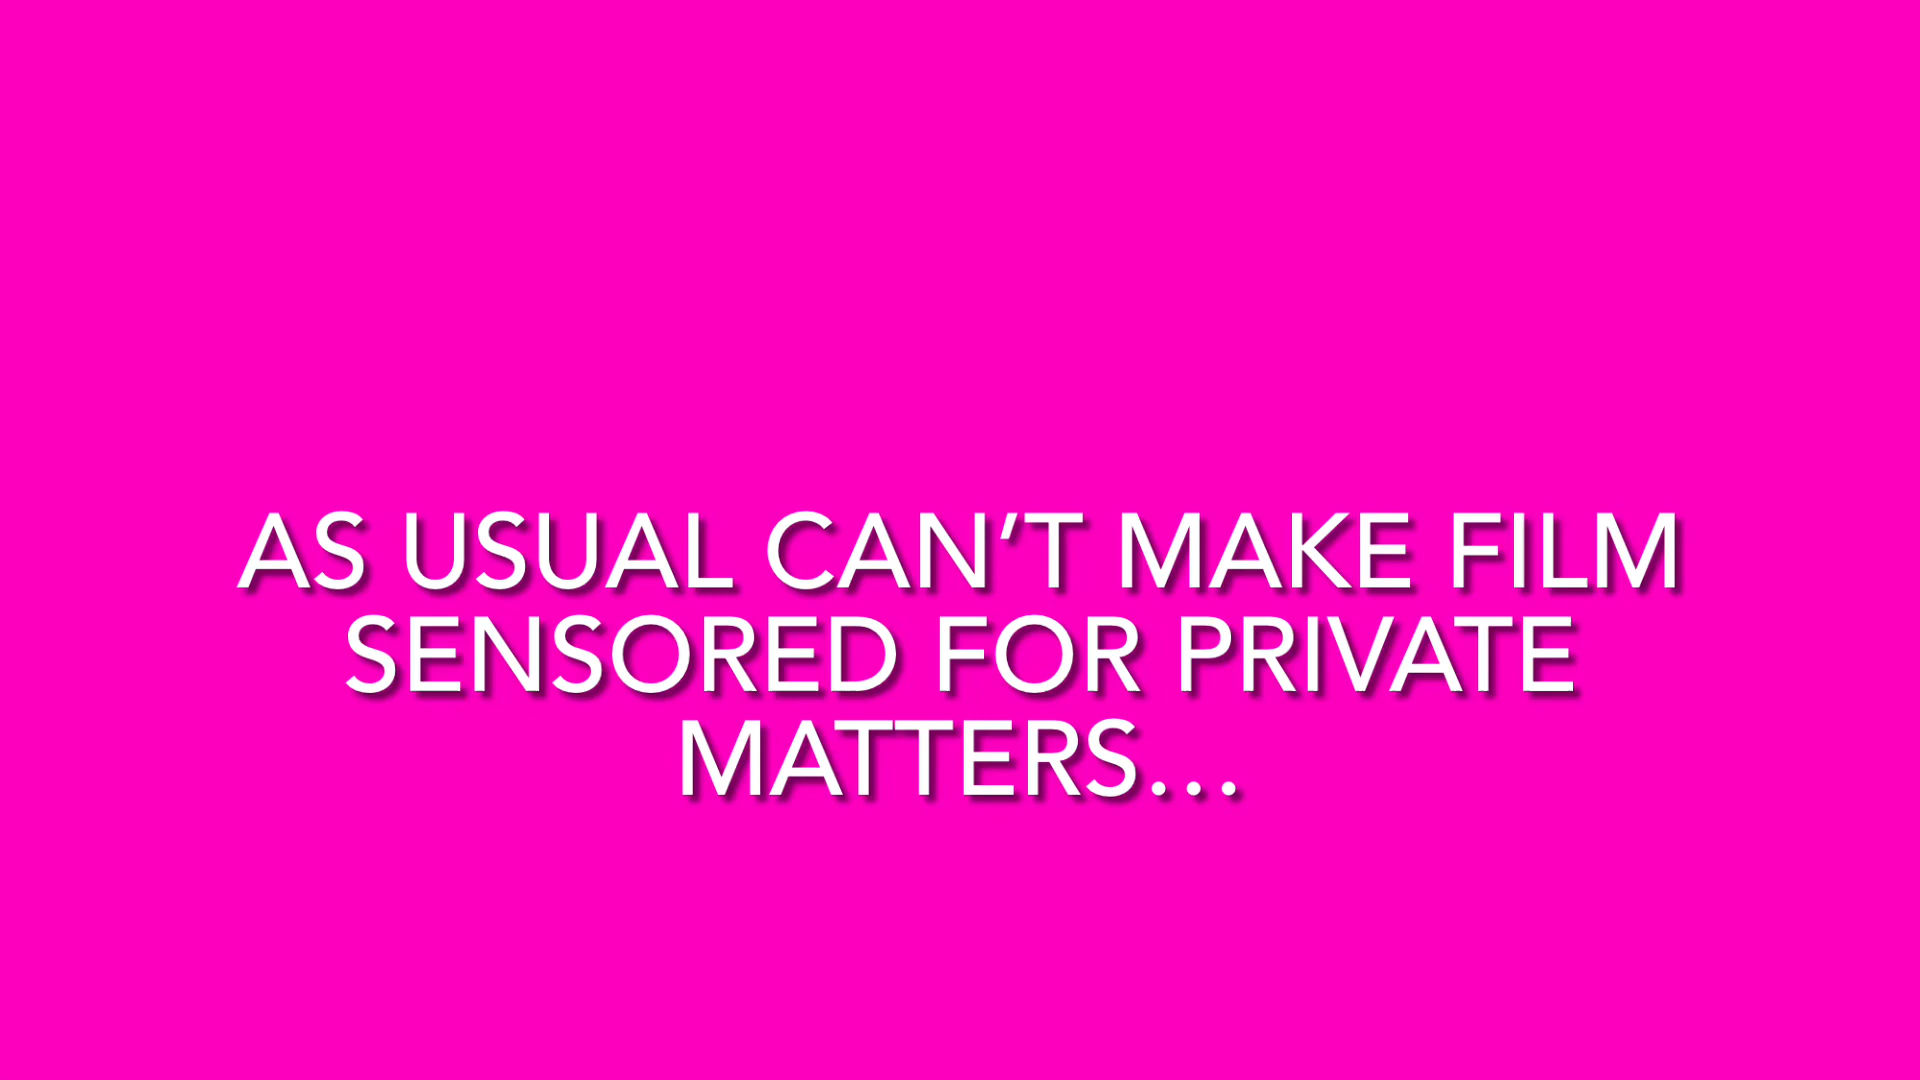 AS USUAL CAN’T MAKE FILM
SENSORED FOR PRIVATE
MATTERS…